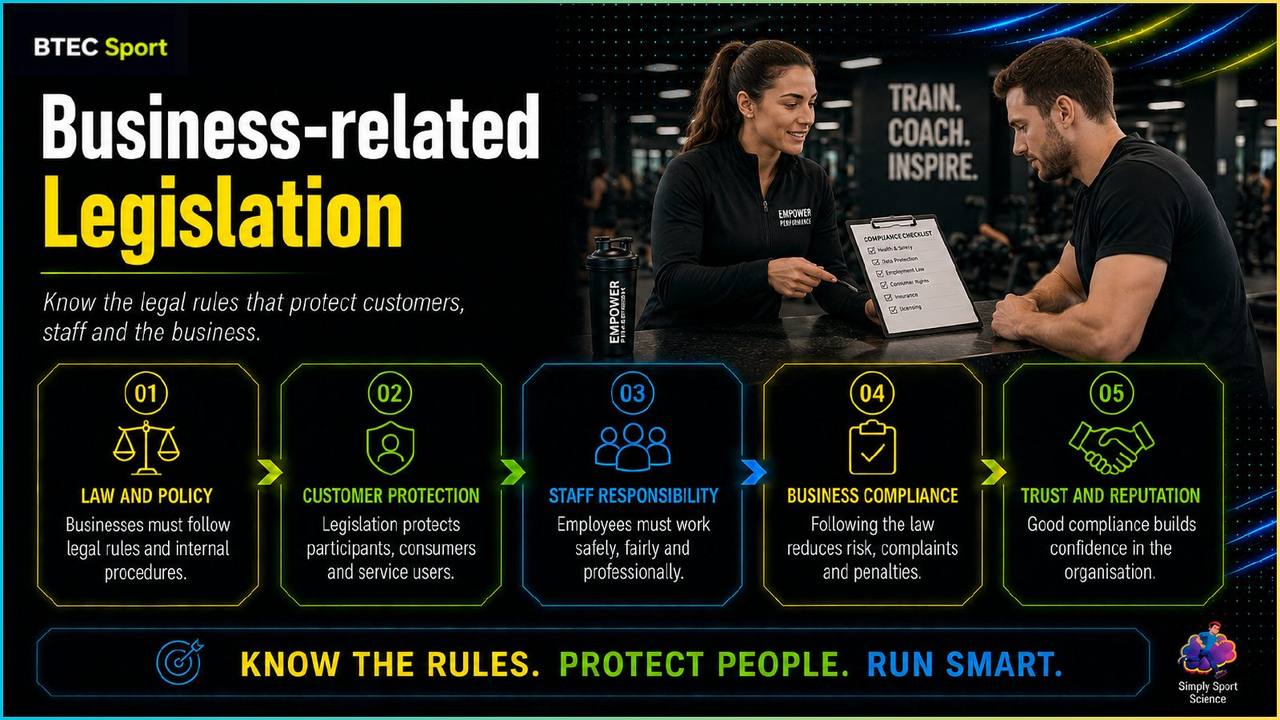 BTEC Sport
Business-related
Legislation
Know the legal rules that protect customers,
staff and the business.
TRAIN.
COACH.
INSPIRE.
EMPOWER
PERFORMANCE
EMPOWER
COMPLIANCE CHECKLIST
Health & Safety
Data Protection
Employment Law
Consumer Rights
Insurance
Licensing
01
LAW AND POLICY
Businesses must follow
legal rules and internal
procedures.
02
CUSTOMER PROTECTION
Legislation protects
participants, consumers
and service users.
03
STAFF RESPONSIBILITY
Employees must work
safely, fairly and
professionally.
04
BUSINESS COMPLIANCE
Following the law
reduces risk, complaints
and penalties.
05
TRUST AND REPUTATION
Good compliance builds
confidence in the
organisation.
KNOW THE RULES. PROTECT PEOPLE. RUN SMART.
Simply Sport
Science